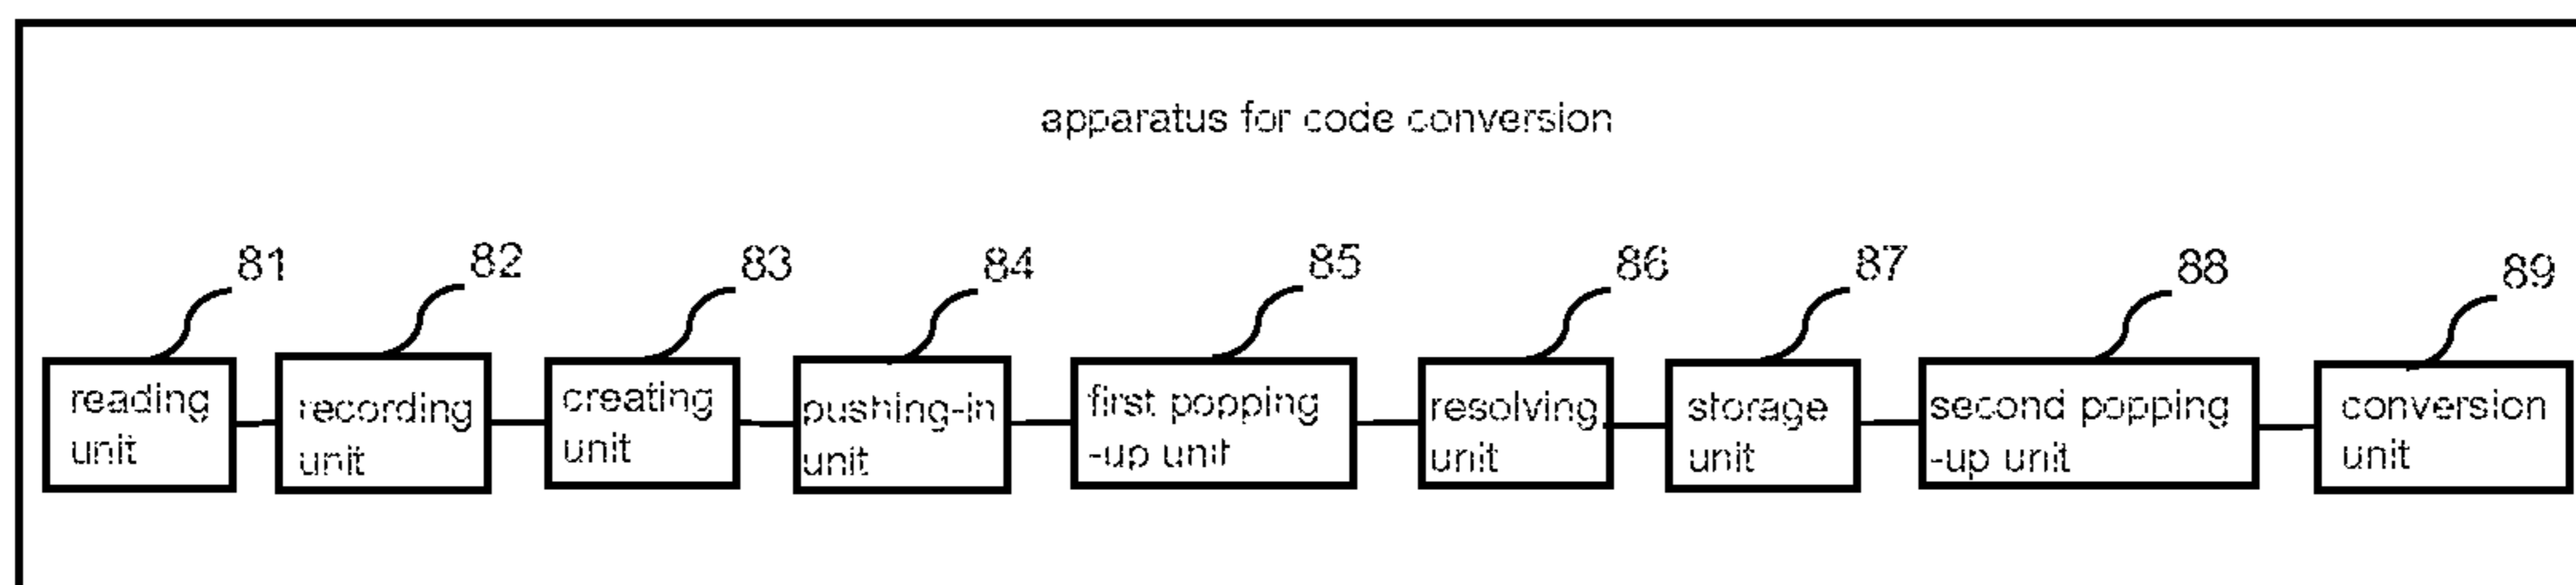 apparatus for code conversion
81
82
83
84
85
86
87
88
89
reading
unit
recording
unit
creating
unit
pushing-in
unit
first popping
-up unit
resolving
unit
storage
unit
second popping
-up unit
conversion
unit